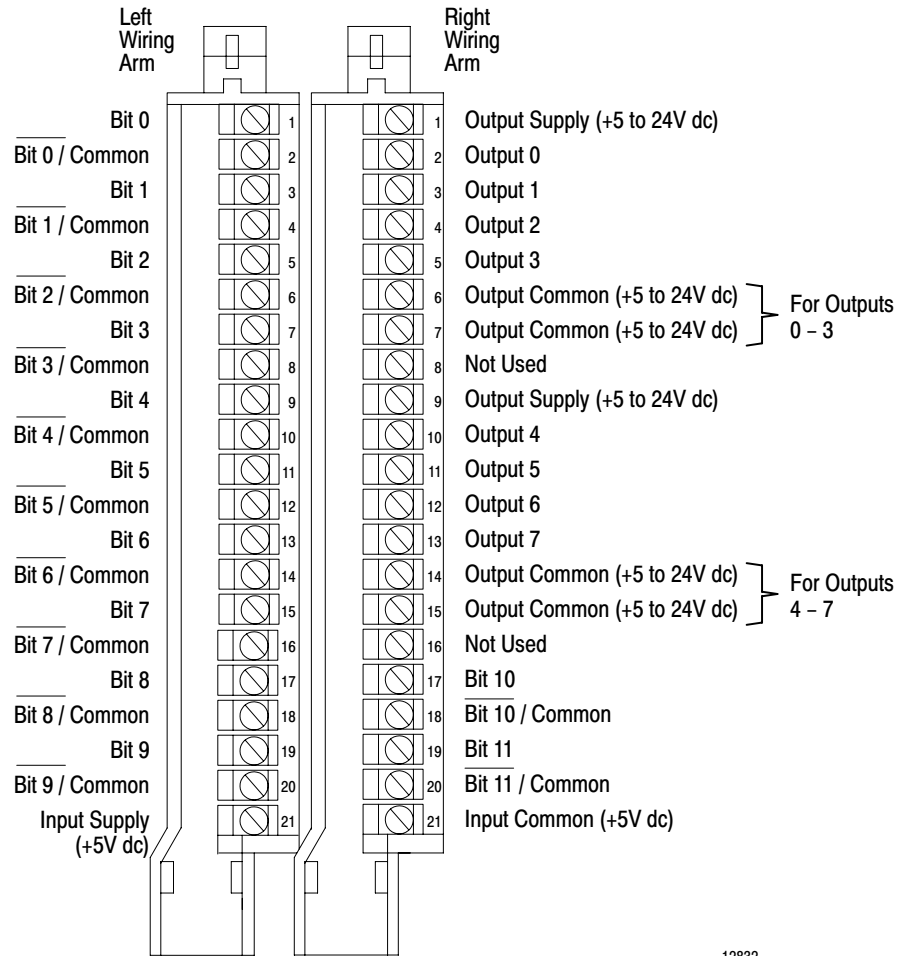 Left
Wiring
Arm
Right
Wiring
Arm
Bit 0 1 1 Output Supply (+5 to 24V dc)
Bit 0 / Common 2 2 Output 0
Bit 1 3 3 Output 1
Bit 1 / Common 4 4 Output 2
Bit 2 5 5 Output 3
Bit 2 / Common 6 6 Output Common (+5 to 24V dc)
Bit 3 7 7 Output Common (+5 to 24V dc)
For Outputs
0 – 3
Bit 3 / Common 8 8 Not Used
Bit 4 9 9 Output Supply (+5 to 24V dc)
Bit 4 / Common 10 10 Output 4
Bit 5 11 11 Output 5
Bit 5 / Common 12 12 Output 6
Bit 6 13 13 Output 7
Bit 6 / Common 14 14 Output Common (+5 to 24V dc)
Bit 7 15 15 Output Common (+5 to 24V dc)
For Outputs
4 – 7
Bit 7 / Common 16 16 Not Used
Bit 8 17 17 Bit 10
Bit 8 / Common 18 18 Bit 10 / Common
Bit 9 19 19 Bit 11
Bit 9 / Common 20 20 Bit 11 / Common
Input Supply 21 21 Input Common (+5V dc)
(+5V dc)
12832